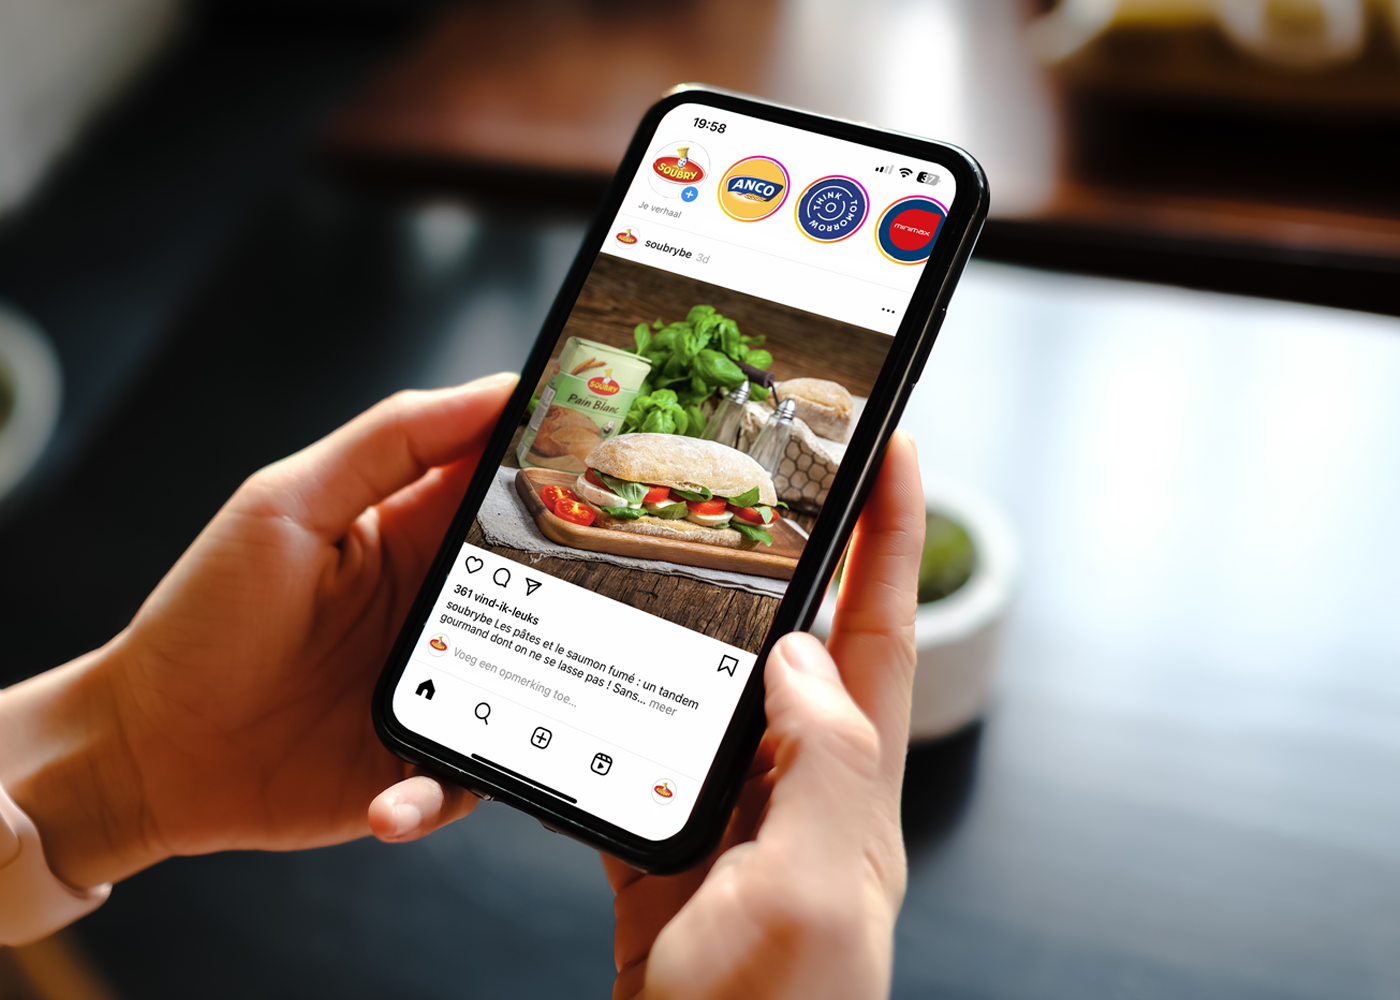 19:58
37
SOUBRY
ANCO
THINK TOMORROW
minimax
Je verhaal
soubrybe 3d
SOUBRY
Pain Blanc
361 vind-ik-leuks
soubrybe Les pâtes et le saumon fumé : un tandem
gourmand dont on ne se lasse pas ! Sans... meer
Voeg een opmerking toe...